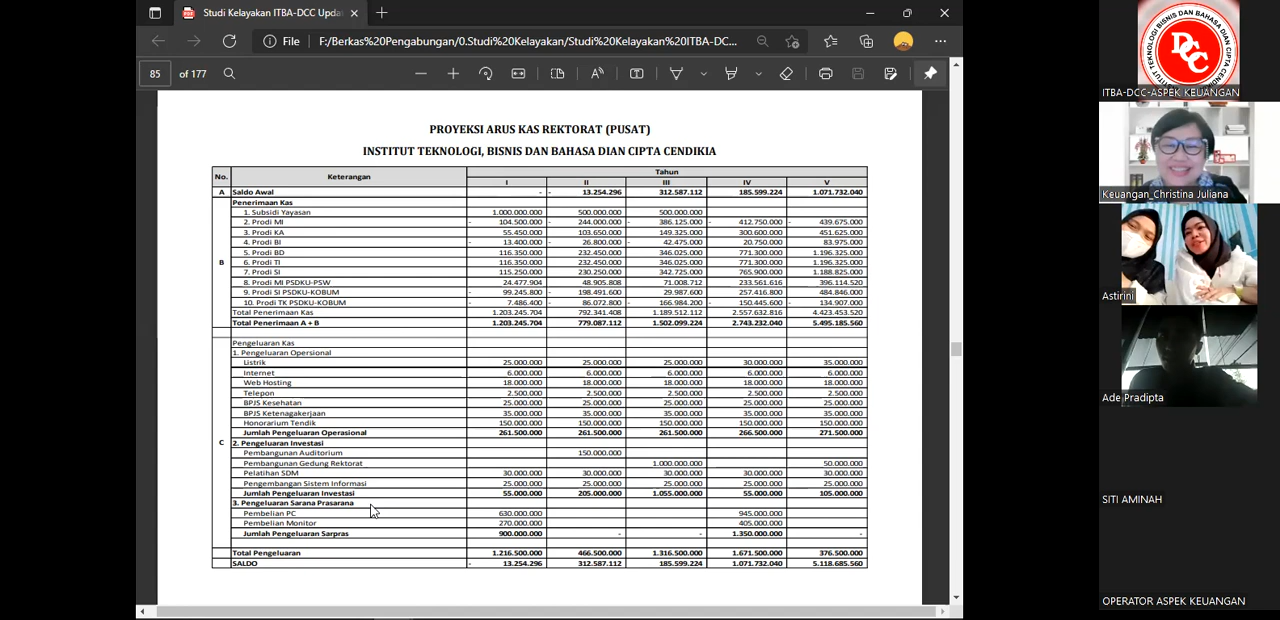 Studi Kelayakan ITBA-DCC Upda
File F:/Berkas%20Pengabungan/Studi%20Kelayakan/Studi%20Kelayakan%20ITBA-DC...
85 of 177
PROYEKSI ARUS KAS REKTORAT (PUSAT)
INSTITUT TEKNOLOGI, BISNIS DAN BAHASA DIAN CIPTA CENDIKIA
No. Keterangan Tahun
I II III IV V
A Saldo Awal - - 13.254.296 312.587.112 185.599.224 1.071.732.040
B
Penerimaan Kas
1. Subsidi Yayasan 1.000.000.000 500.000.000 500.000.000
2. Prodi MI - 104.500.000 - 244.000.000 - 386.125.000 - 412.750.000 - 439.675.000
3. Prodi KA 55.450.000 103.650.000 149.325.000 300.600.000 451.625.000
4. Prodi BI - 13.400.000 - 26.800.000 - 42.475.000 20.750.000 83.975.000
5. Prodi BD 116.350.000 232.450.000 346.025.000 771.300.000 1.196.325.000
6. Prodi TI 116.350.000 232.450.000 346.025.000 771.300.000 1.196.325.000
7. Prodi SI 115.250.000 230.250.000 342.725.000 765.900.000 1.188.825.000
8. Prodi MI PSDKU-PSW 24.477.904 48.905.808 71.008.712 233.561.616 396.114.520
9. Prodi SI PSDKU-KOBUM - 99.245.800 - 198.491.600 29.987.600 257.416.800 484.846.000
10. Prodi TK PSDKU-KOBUM - 7.486.400 - 86.072.800 - 166.984.200 - 150.445.600 - 134.907.000
Total Penerimaan Kas 1.203.245.704 792.341.408 1.189.512.112 2.557.632.816 4.423.453.520
Total Penerimaan A + B 1.203.245.704 779.087.112 1.502.099.224 2.743.232.040 5.495.185.560
C
Pengeluaran Kas
1. Pengeluaran Opersional
Listrik 25.000.000 25.000.000 25.000.000 30.000.000 35.000.000
Internet 6.000.000 6.000.000 6.000.000 6.000.000 6.000.000
Web Hosting 18.000.000 18.000.000 18.000.000 18.000.000 18.000.000
Telepon 2.500.000 2.500.000 2.500.000 2.500.000 2.500.000
BPJS Kesehatan 25.000.000 25.000.000 25.000.000 25.000.000 25.000.000
BPJS Ketenagakerjaan 35.000.000 35.000.000 35.000.000 35.000.000 35.000.000
Honorarium Tendik 150.000.000 150.000.000 150.000.000 150.000.000 150.000.000
Jumlah Pengeluaran Operasional 261.500.000 261.500.000 261.500.000 266.500.000 271.500.000
2. Pengeluaran Investasi
Pembangunan Auditorium 150.000.000
Pembangunan Gedung Rektorat 1.000.000.000 50.000.000
Pelatihan SDM 30.000.000 30.000.000 30.000.000 30.000.000 30.000.000
Pengembangan Sistem Informasi 25.000.000 25.000.000 25.000.000 25.000.000 25.000.000
Jumlah Pengeluaran Investasi 55.000.000 205.000.000 1.055.000.000 55.000.000 105.000.000
3. Pengeluaran Sarana Prasarana
Pembelian PC 630.000.000 945.000.000
Pembelian Monitor 270.000.000 405.000.000
Jumlah Pengeluaran Sarpras 900.000.000 - - 1.350.000.000 -
Total Pengeluaran 1.216.500.000 466.500.000 1.316.500.000 1.671.500.000 376.500.000
SALDO - 13.254.296 312.587.112 185.599.224 1.071.732.040 5.118.685.560
DCC
ITBA-DCC-ASPEK KEUANGAN
Keuangan_Christina Juliana
Astirini
Ade Pradipta
SITI AMINAH
OPERATOR ASPEK KEUANGAN